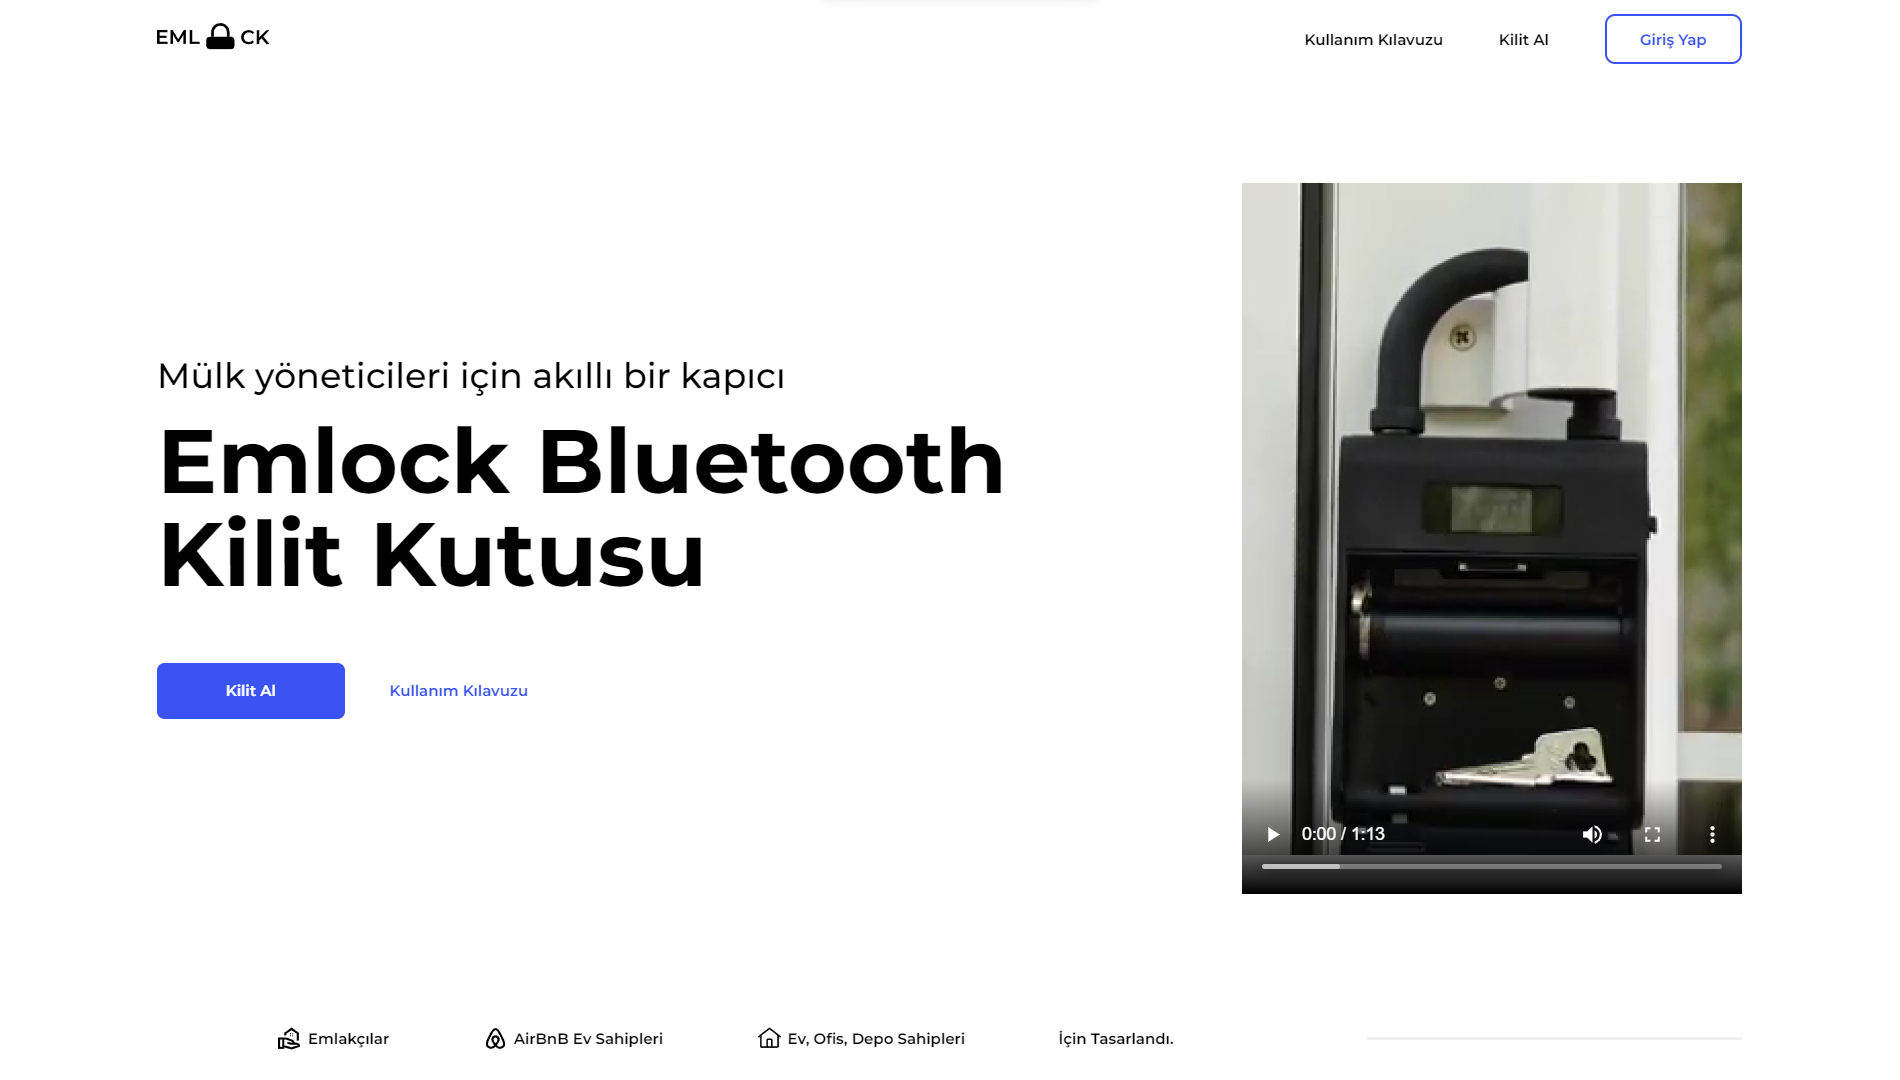 EML CK
Kullanım Kılavuzu
Kilit Al
Giriş Yap
Mülk yöneticileri için akıllı bir kapıcı
Emlock Bluetooth
Kilit Kutusu
Kilit Al
Kullanım Kılavuzu
0:00 / 1:13
Emlakçılar
AirBnB Ev Sahipleri
Ev, Ofis, Depo Sahipleri
İçin Tasarlandı.